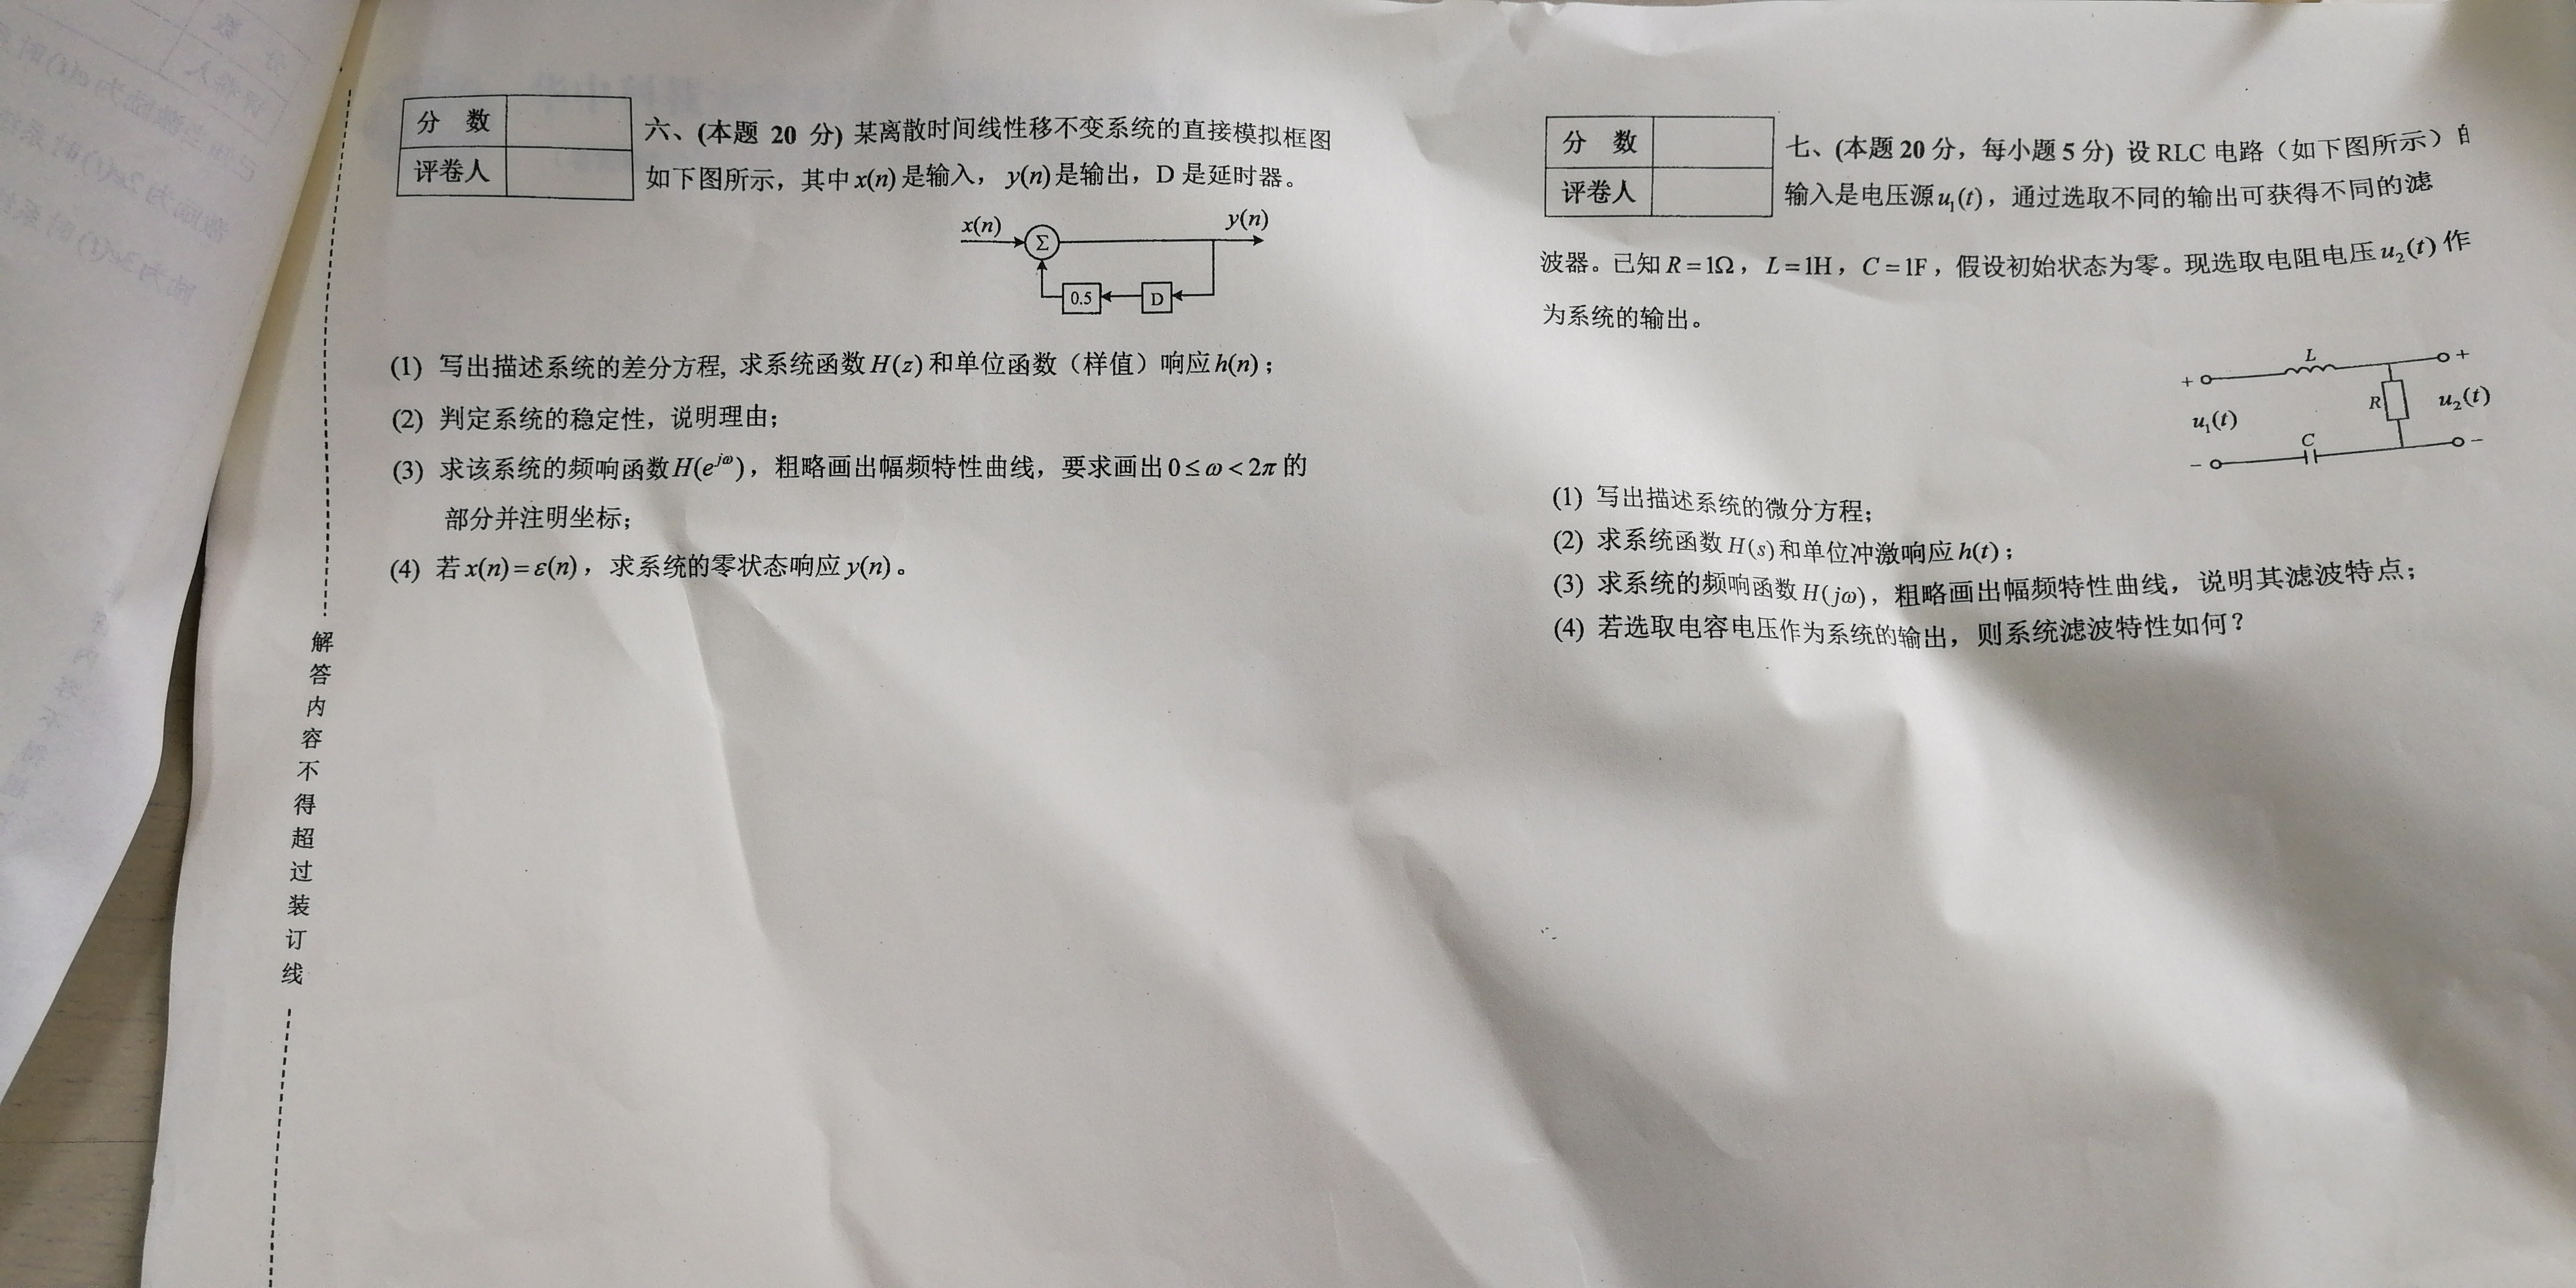 分 数
评卷人
六、(本题 20 分) 某离散时间线性移不变系统的直接模拟框图
如下图所示，其中 x(n) 是输入， y(n) 是输出，D 是延时器。
x(n)
Σ
y(n)
0.5
D
(1) 写出描述系统的差分方程, 求系统函数 H(z) 和单位函数（样值）响应 h(n)；
(2) 判定系统的稳定性，说明理由；
(3) 求该系统的频响函数 H(e^{jω})，粗略画出幅频特性曲线，要求画出 0≤ω<2π 的
部分并注明坐标；
(4) 若 x(n)=ε(n)，求系统的零状态响应 y(n)。
解答内容不得超过装订线
分 数
评卷人
七、(本题 20 分，每小题 5 分) 设 RLC 电路（如下图所示）的
输入是电压源 u₁(t)，通过选取不同的输出可获得不同的滤
波器。已知 R=1Ω，L=1H，C=1F，假设初始状态为零。现选取电阻电压 u₂(t) 作
为系统的输出。
L
+
+
u₁(t)
R
u₂(t)
C
−
−
(1) 写出描述系统的微分方程；
(2) 求系统函数 H(s) 和单位冲激响应 h(t)；
(3) 求系统的频响函数 H(jω)，粗略画出幅频特性曲线，说明其滤波特点；
(4) 若选取电容电压作为系统的输出，则系统滤波特性如何？